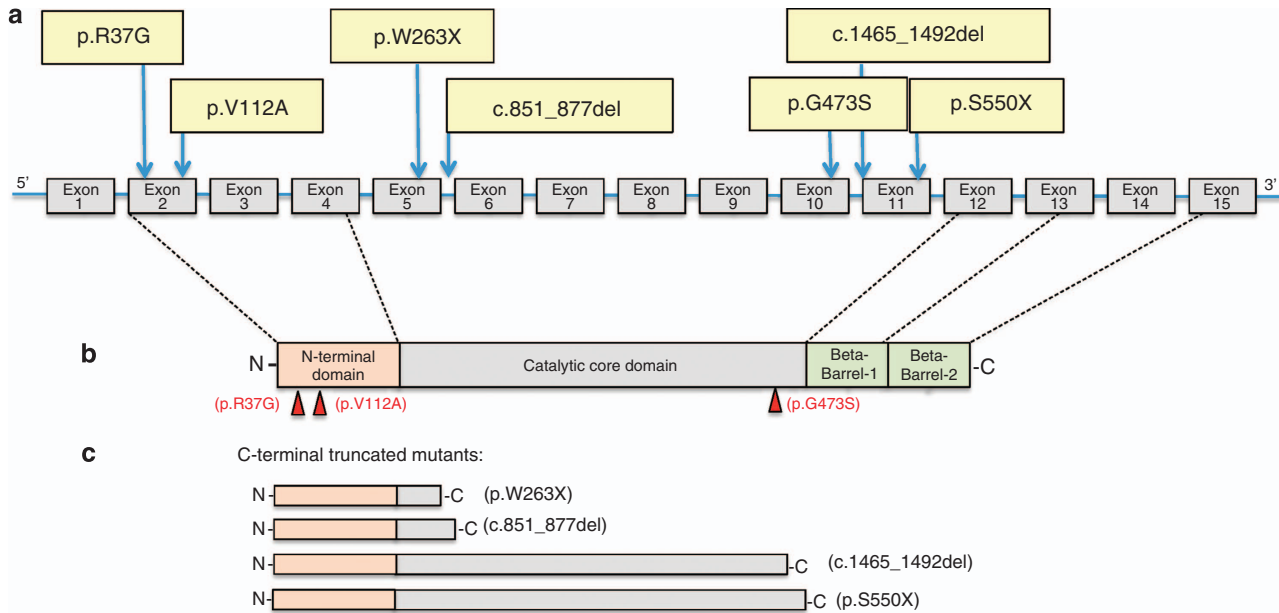 a
p.R37G
p.W263X
c.1465_1492del
p.V112A
c.851_877del
p.G473S
p.S550X
5'
Exon
1
Exon
2
Exon
3
Exon
4
Exon
5
Exon
6
Exon
7
Exon
8
Exon
9
Exon
10
Exon
11
Exon
12
Exon
13
Exon
14
Exon
15
3'
b
N-
N-terminal
domain
Catalytic core domain
Beta-
Barrel-1
Beta-
Barrel-2
-C
(p.R37G)
(p.V112A)
(p.G473S)
c
C-terminal truncated mutants:
N- -C (p.W263X)
N- -C (c.851_877del)
N- -C (c.1465_1492del)
N- -C (p.S550X)